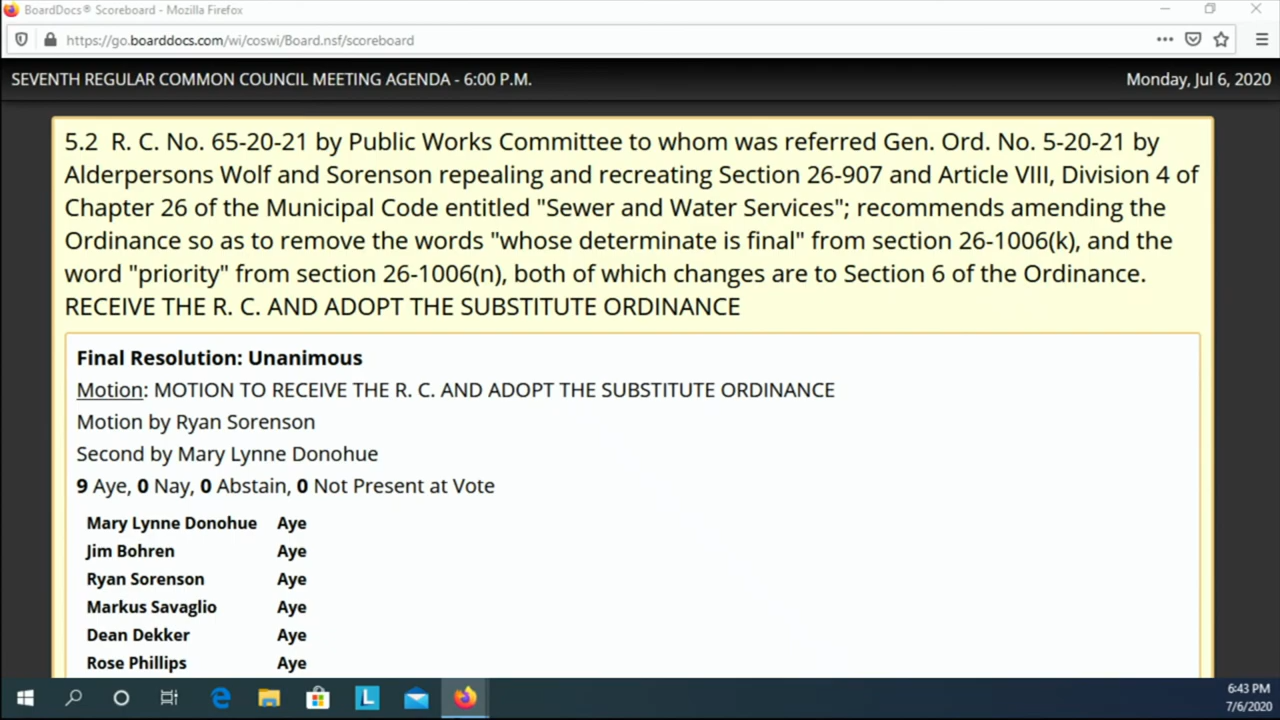 BoardDocs® Scoreboard - Mozilla Firefox
https://go.boarddocs.com/wi/coswi/Board.nsf/scoreboard
SEVENTH REGULAR COMMON COUNCIL MEETING AGENDA - 6:00 P.M. Monday, Jul 6, 2020
5.2 R. C. No. 65-20-21 by Public Works Committee to whom was referred Gen. Ord. No. 5-20-21 by
Alderpersons Wolf and Sorenson repealing and recreating Section 26-907 and Article VIII, Division 4 of
Chapter 26 of the Municipal Code entitled "Sewer and Water Services"; recommends amending the
Ordinance so as to remove the words "whose determinate is final" from section 26-1006(k), and the
word "priority" from section 26-1006(n), both of which changes are to Section 6 of the Ordinance.
RECEIVE THE R. C. AND ADOPT THE SUBSTITUTE ORDINANCE
Final Resolution: Unanimous
Motion: MOTION TO RECEIVE THE R. C. AND ADOPT THE SUBSTITUTE ORDINANCE
Motion by Ryan Sorenson
Second by Mary Lynne Donohue
9 Aye, 0 Nay, 0 Abstain, 0 Not Present at Vote
Mary Lynne Donohue Aye
Jim Bohren Aye
Ryan Sorenson Aye
Markus Savaglio Aye
Dean Dekker Aye
Rose Phillips Aye
L
6:43 PM
7/6/2020